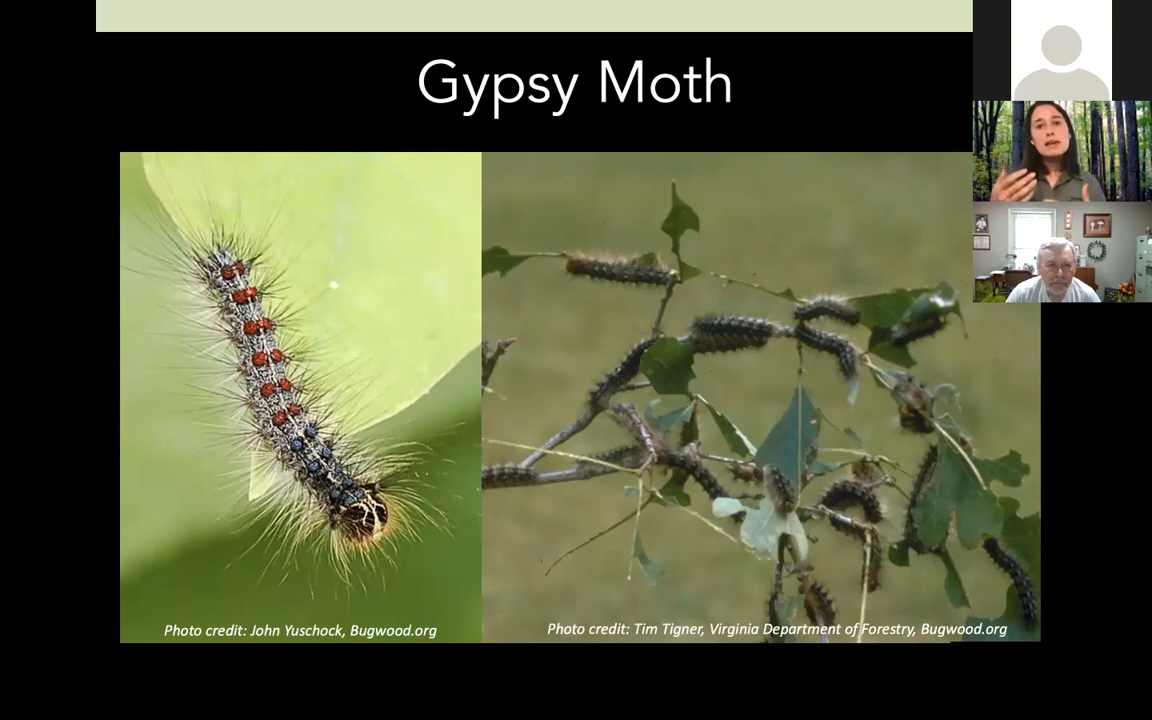 Gypsy Moth
Photo credit: John Yuschock, Bugwood.org
Photo credit: Tim Tigner, Virginia Department of Forestry, Bugwood.org